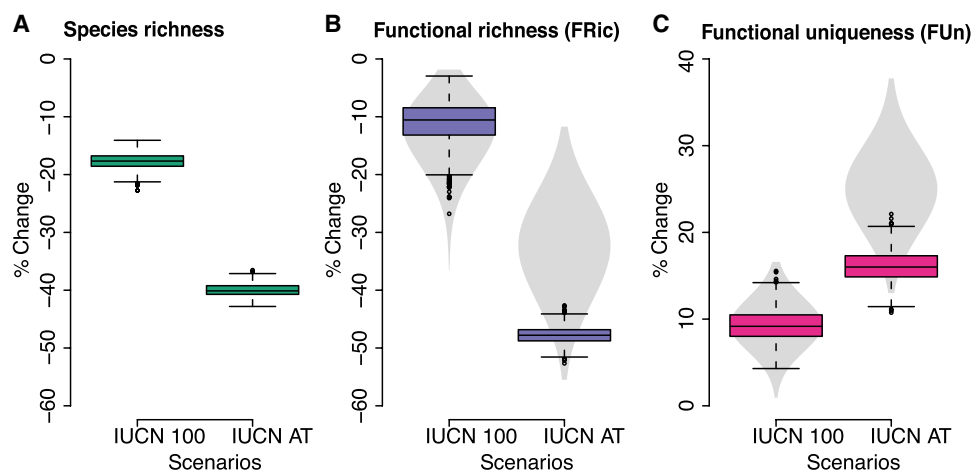 A Species richness
% Change
0
−10
−20
−30
−40
−50
−60
IUCN 100 IUCN AT
Scenarios
B Functional richness (FRic)
% Change
0
−10
−20
−30
−40
−50
−60
IUCN 100 IUCN AT
Scenarios
C Functional uniqueness (FUn)
% Change
40
30
20
10
0
IUCN 100 IUCN AT
Scenarios